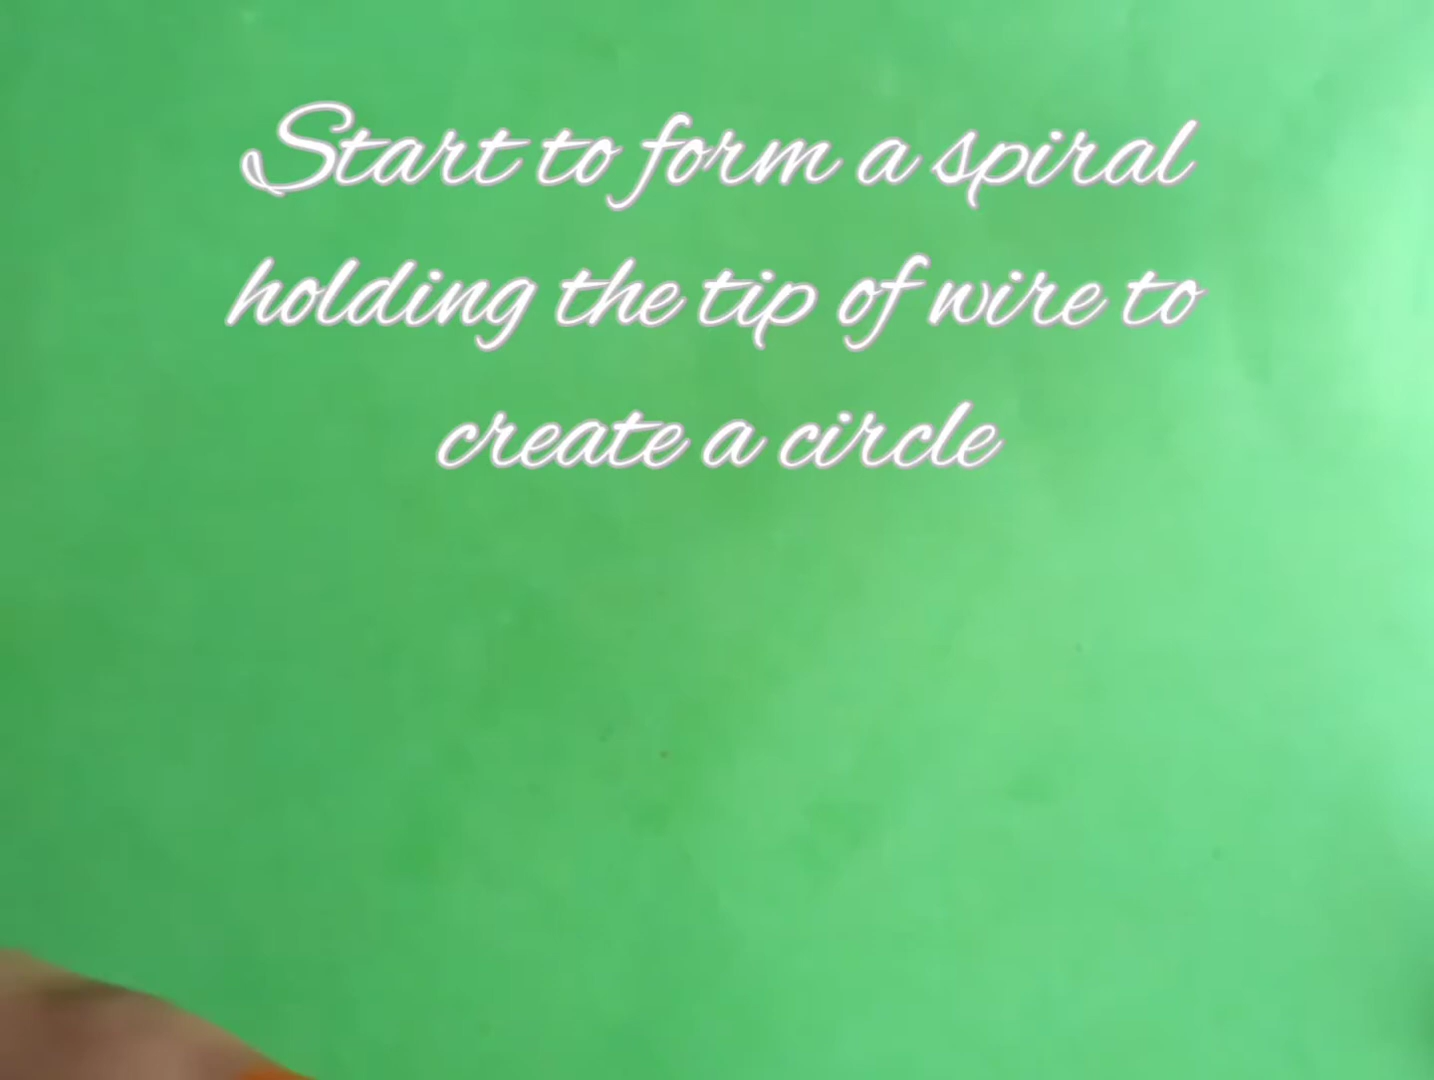 Start to form a spiral
holding the tip of wire to
create a circle